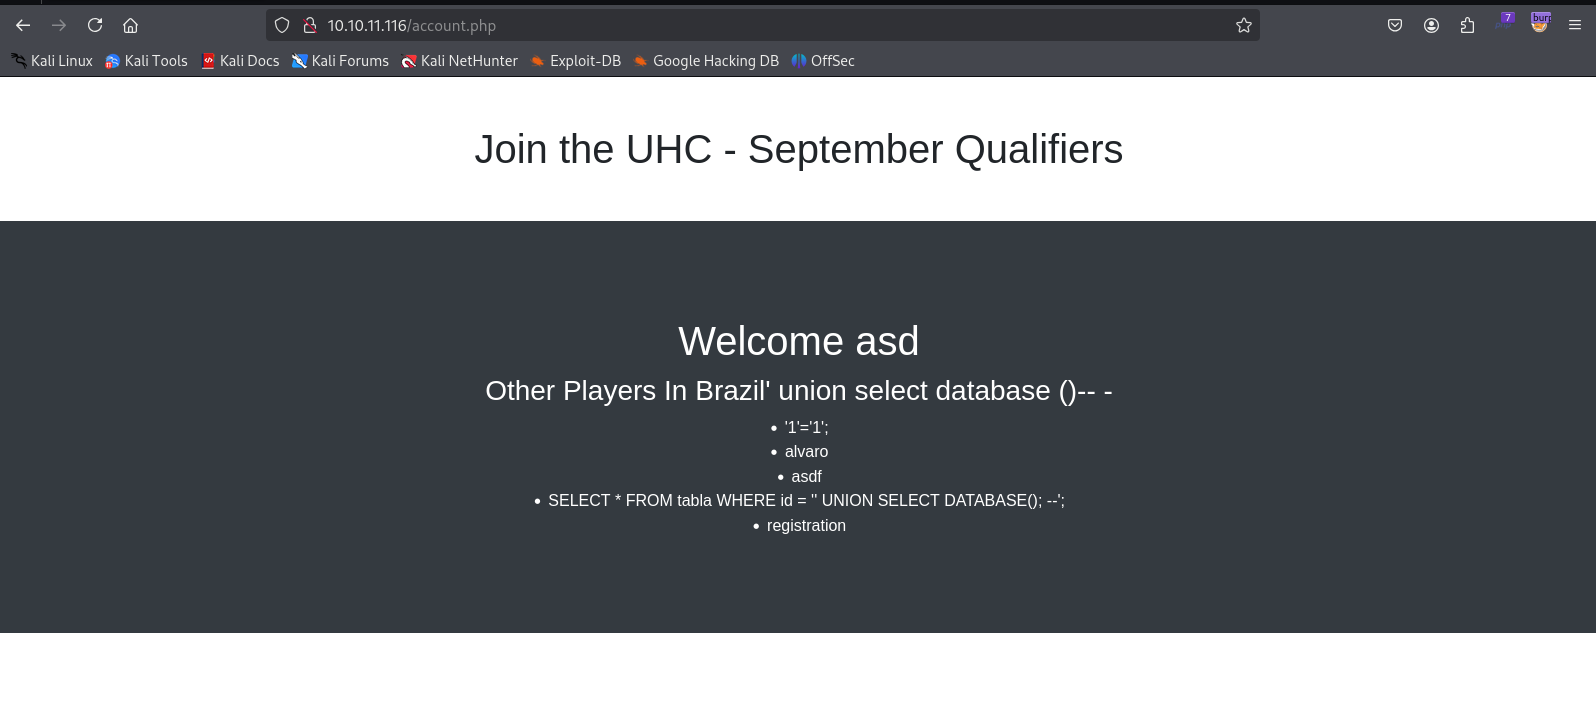 10.10.11.116/account.php
7
burp
Kali Linux Kali Tools Kali Docs Kali Forums Kali NetHunter Exploit-DB Google Hacking DB OffSec
Join the UHC - September Qualifiers
Welcome asd
Other Players In Brazil' union select database ()-- -
• '1'='1';
• alvaro
• asdf
• SELECT * FROM tabla WHERE id = '' UNION SELECT DATABASE(); --';
• registration